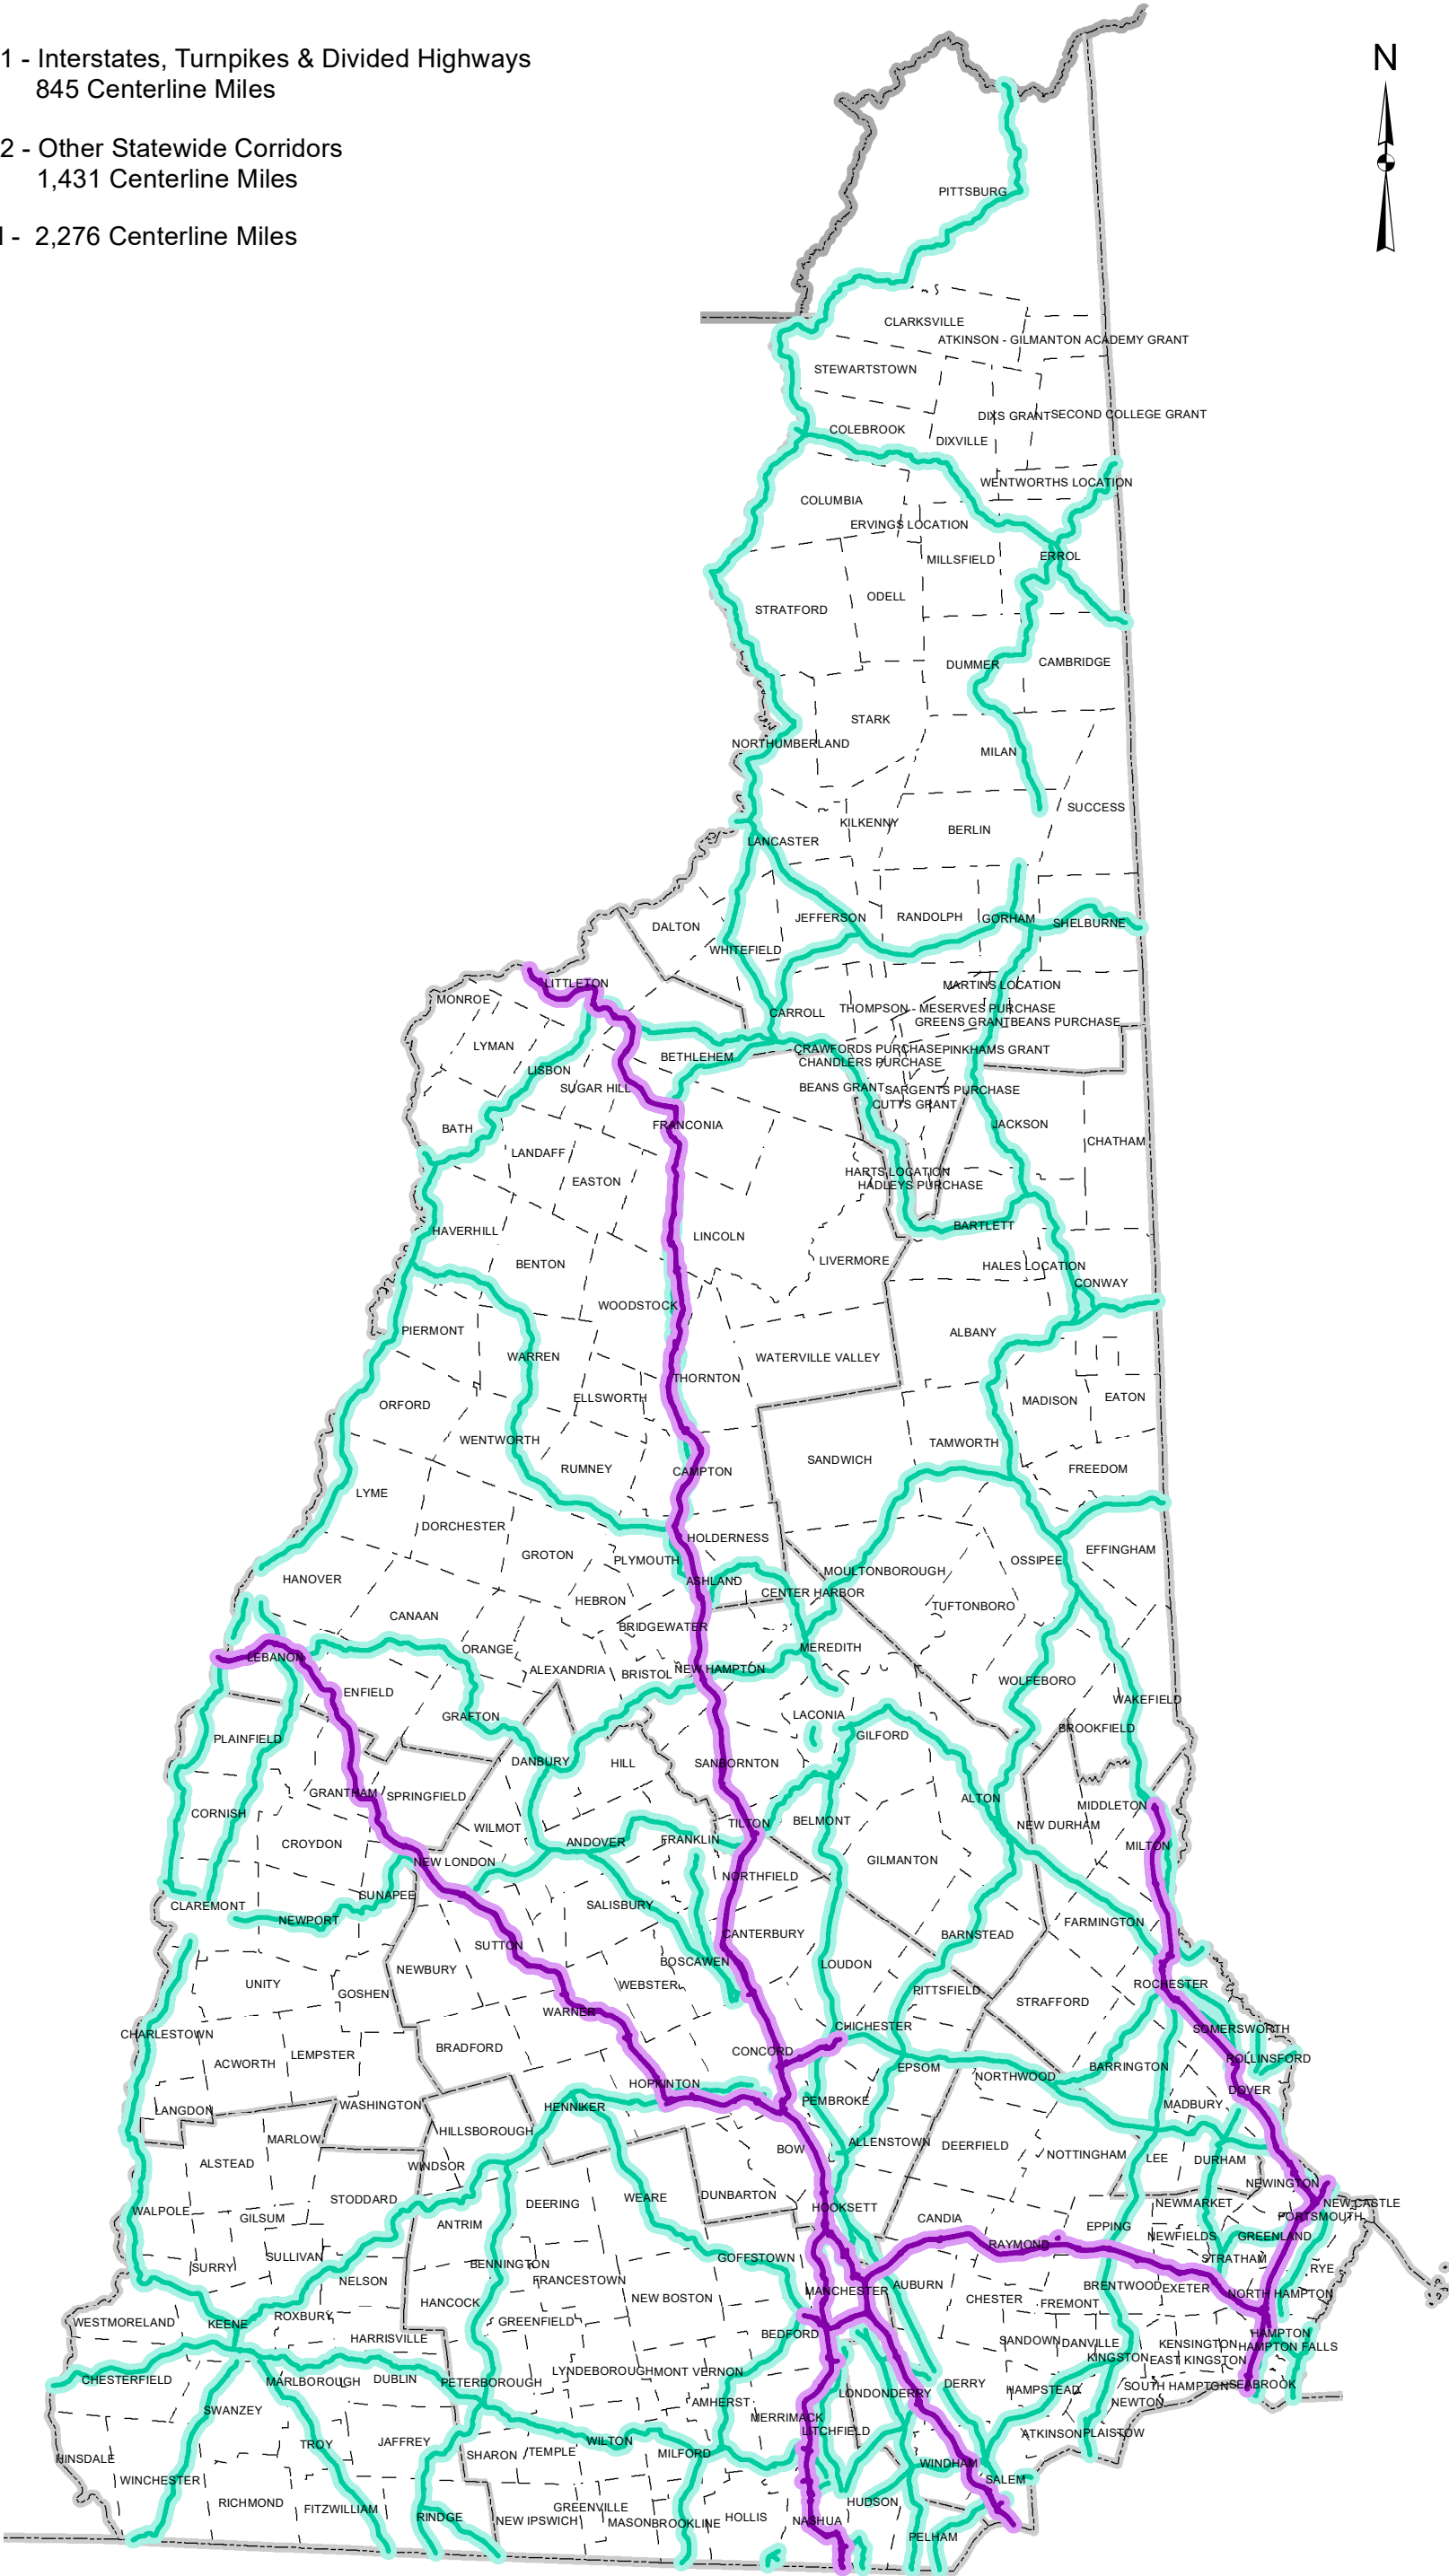 1 - Interstates, Turnpikes & Divided Highways
845 Centerline Miles
2 - Other Statewide Corridors
1,431 Centerline Miles
- 2,276 Centerline Miles
N
PITTSBURG
CLARKSVILLE
ATKINSON - GILMANTON ACADEMY GRANT
STEWARTSTOWN
DIXS GRANT
SECOND COLLEGE GRANT
COLEBROOK
DIXVILLE
WENTWORTHS LOCATION
COLUMBIA
ERVINGS LOCATION
ERROL
MILLSFIELD
ODELL
STRATFORD
CAMBRIDGE
DUMMER
STARK
NORTHUMBERLAND
MILAN
SUCCESS
KILKENNY
BERLIN
LANCASTER
JEFFERSON
RANDOLPH
GORHAM
SHELBURNE
DALTON
WHITEFIELD
LITTLETON
MARTINS LOCATION
MONROE
CARROLL
THOMPSON - MESERVES PURCHASE
GREENS GRANT
BEANS PURCHASE
LYMAN
BETHLEHEM
CRAWFORDS PURCHASE
PINKHAMS GRANT
CHANDLERS PURCHASE
LISBON
SUGAR HILL
BEANS GRANT
SARGENTS PURCHASE
CUTTS GRANT
FRANCONIA
JACKSON
BATH
CHATHAM
LANDAFF
HARTS LOCATION
EASTON
HADLEYS PURCHASE
BARTLETT
HAVERHILL
LINCOLN
LIVERMORE
BENTON
HALES LOCATION
CONWAY
WOODSTOCK
PIERMONT
ALBANY
WARREN
WATERVILLE VALLEY
THORNTON
ELLSWORTH
MADISON
EATON
ORFORD
WENTWORTH
TAMWORTH
SANDWICH
RUMNEY
CAMPTON
FREEDOM
LYME
DORCHESTER
HOLDERNESS
GROTON
PLYMOUTH
OSSIPEE
EFFINGHAM
HANOVER
ASHLAND
MOULTONBOROUGH
HEBRON
CENTER HARBOR
TUFTONBORO
CANAAN
BRIDGEWATER
ORANGE
MEREDITH
LEBANON
ALEXANDRIA
BRISTOL
NEW HAMPTON
WOLFEBORO
ENFIELD
WAKEFIELD
GRAFTON
LACONIA
BROOKFIELD
PLAINFIELD
GILFORD
DANBURY
HILL
SANBORNTON
GRANTHAM
SPRINGFIELD
ALTON
MIDDLETON
CORNISH
TILTON
BELMONT
NEW DURHAM
WILMOT
CROYDON
ANDOVER
FRANKLIN
MILTON
NEW LONDON
GILMANTON
NORTHFIELD
SUNAPEE
CLAREMONT
SALISBURY
NEWPORT
FARMINGTON
CANTERBURY
BARNSTEAD
SUTTON
BOSCAWEN
LOUDON
NEWBURY
UNITY
WEBSTER
ROCHESTER
GOSHEN
PITTSFIELD
STRAFFORD
WARNER
CHICHESTER
SOMERSWORTH
CHARLESTOWN
BRADFORD
CONCORD
LEMPSTER
ACWORTH
EPSOM
ROLLINSFORD
BARRINGTON
NORTHWOOD
HOPKINTON
DOVER
PEMBROKE
WASHINGTON
HENNIKER
LANGDON
MADBURY
HILLSBOROUGH
MARLOW
BOW
ALLENSTOWN
DEERFIELD
NOTTINGHAM
LEE
DURHAM
ALSTEAD
WINDSOR
NEWINGTON
STODDARD
DEERING
WEARE
DUNBARTON
NEWMARKET
NEW CASTLE
WALPOLE
GILSUM
HOOKSETT
PORTSMOUTH
ANTRIM
CANDIA
EPPING
NEWFIELDS
GREENLAND
RAYMOND
SULLIVAN
GOFFSTOWN
STRATHAM
SURRY
BENNINGTON
RYE
NELSON
FRANCESTOWN
AUBURN
BRENTWOOD
EXETER
MANCHESTER
NORTH HAMPTON
HANCOCK
NEW BOSTON
CHESTER
FREMONT
WESTMORELAND
KEENE
ROXBURY
GREENFIELD
BEDFORD
HAMPTON
HARRISVILLE
SANDOWN
DANVILLE
KENSINGTON
HAMPTON FALLS
KINGSTON
EAST KINGSTON
CHESTERFIELD
MARLBOROUGH
DUBLIN
PETERBOROUGH
LYNDEBOROUGH
MONT VERNON
DERRY
HAMPSTEAD
SOUTH HAMPTON
SEABROOK
LONDONDERRY
SWANZEY
AMHERST
NEWTON
MERRIMACK
LITCHFIELD
ATKINSON
PLAISTOW
TROY
JAFFREY
SHARON
TEMPLE
WILTON
MILFORD
HINSDALE
WINDHAM
WINCHESTER
SALEM
RICHMOND
FITZWILLIAM
RINDGE
NEW IPSWICH
GREENVILLE
MASON
BROOKLINE
HOLLIS
NASHUA
HUDSON
PELHAM